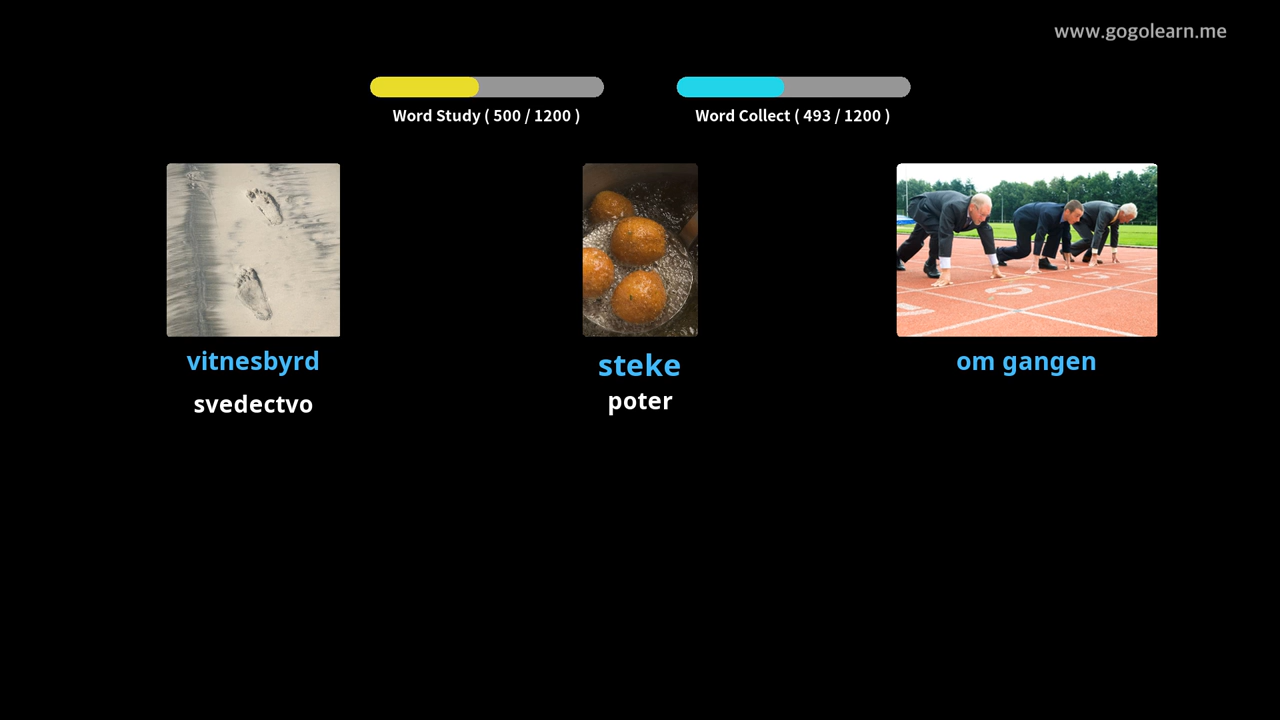 www.gogolearn.me
Word Study ( 500 / 1200 )
Word Collect ( 493 / 1200 )
vitnesbyrd
svedectvo
steke
poter
om gangen